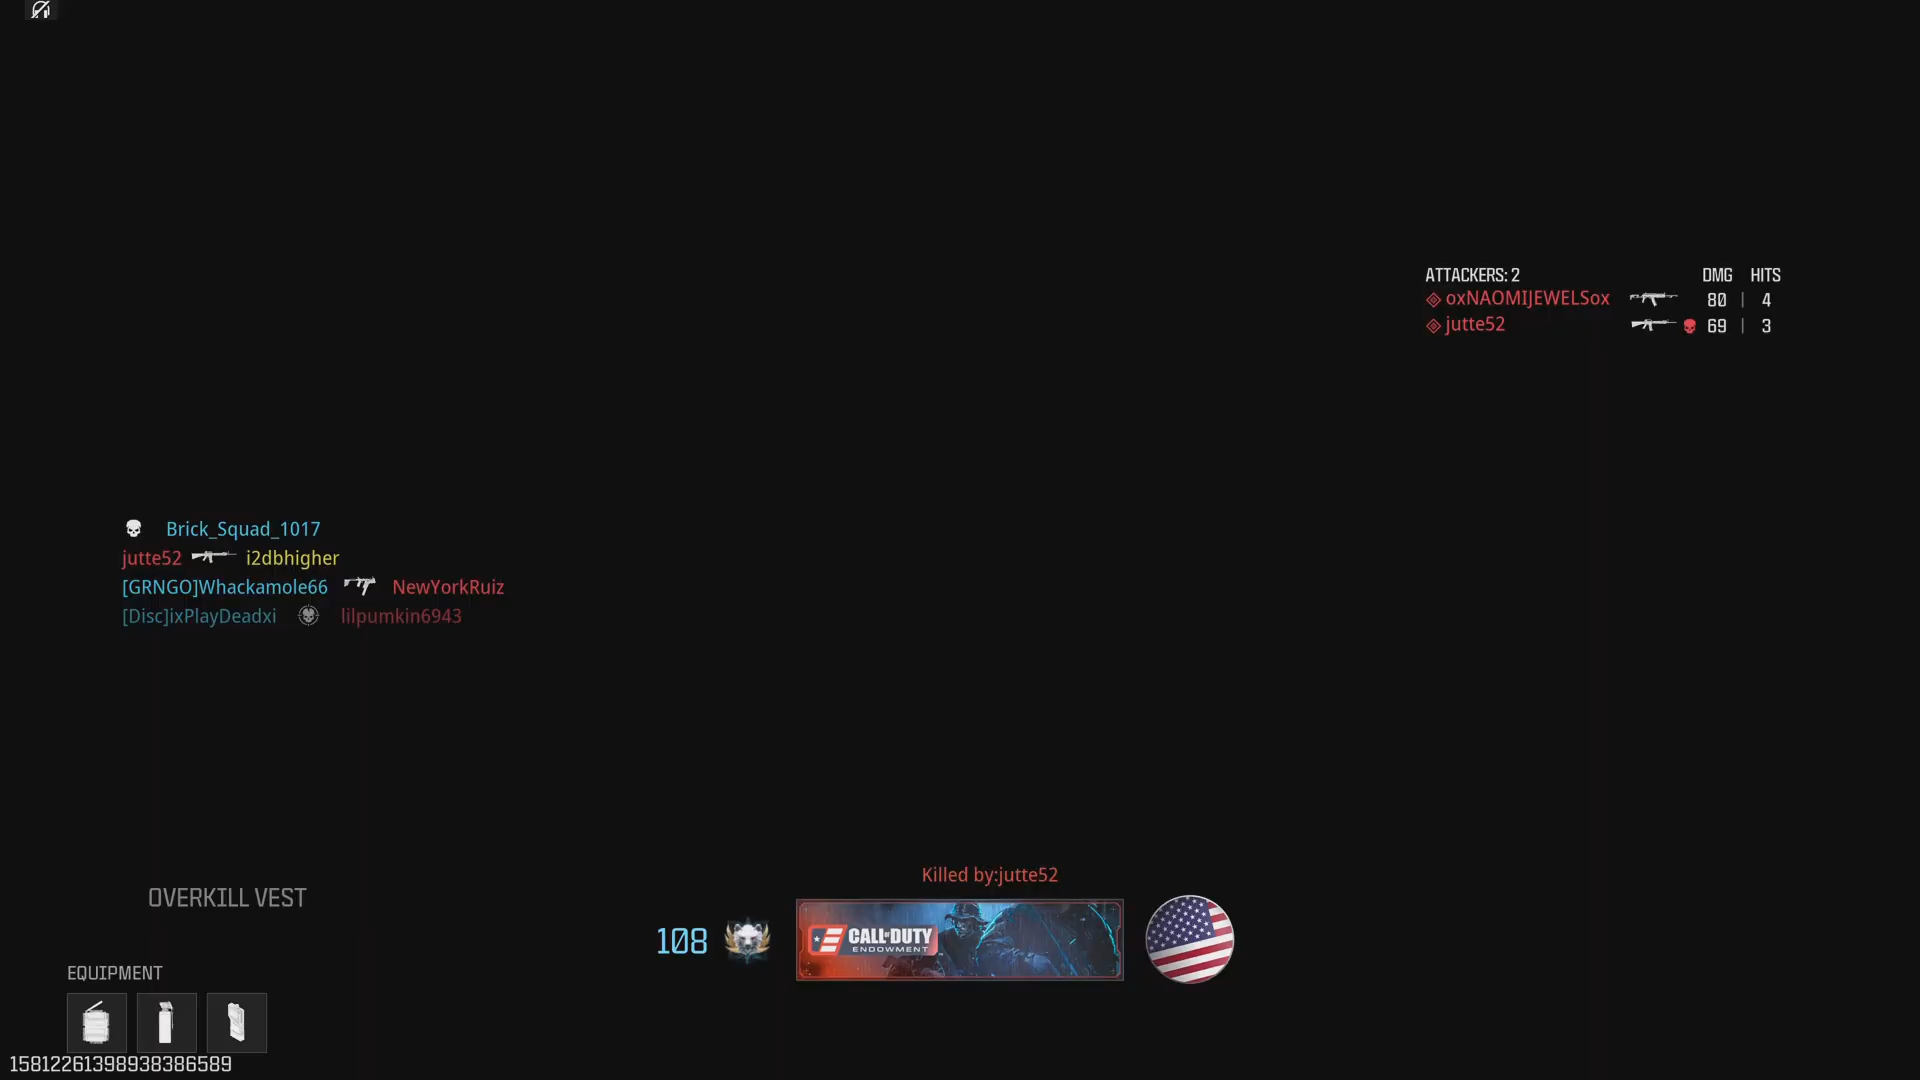 ATTACKERS: 2 DMG HITS
oxNAOMIJEWELSox 80 | 4
jutte52 69 | 3
Brick_Squad_1017
jutte52 i2dbhigher
[GRNGO]Whackamole66 NewYorkRuiz
[Disc]ixPlayDeadxi lilpumkin6943
Killed by:jutte52
OVERKILL VEST
108
CALL OF DUTY
ENDOWMENT
EQUIPMENT
15812261398938386589